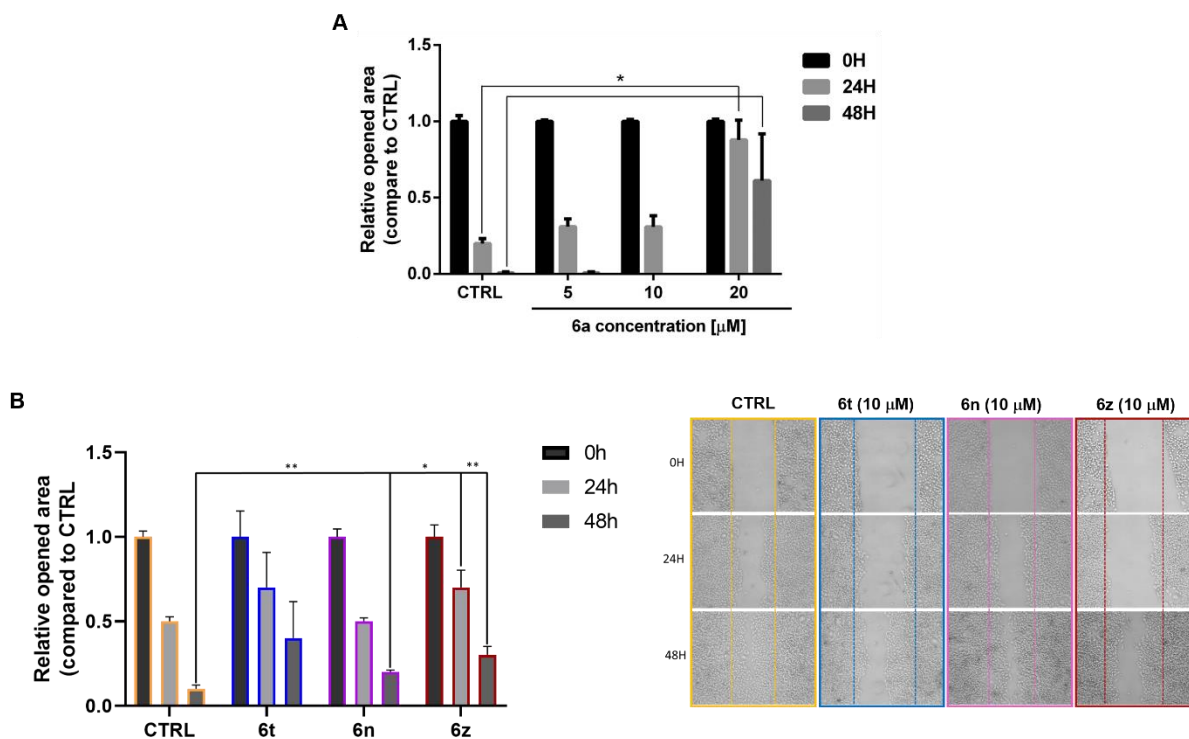 A
Relative opened area
(compare to CTRL)
1.5
1.0
0.5
0.0
*
0H
24H
48H
CTRL
5
10
20
6a concentration [μM]
B
Relative opened area
(compared to CTRL
1.5
1.0
0.5
0.0
**
*
**
0h
24h
48h
CTRL
6t
6n
6z
CTRL
6t (10 μM)
6n (10 μM)
6z (10 μM)
0H
24H
48H